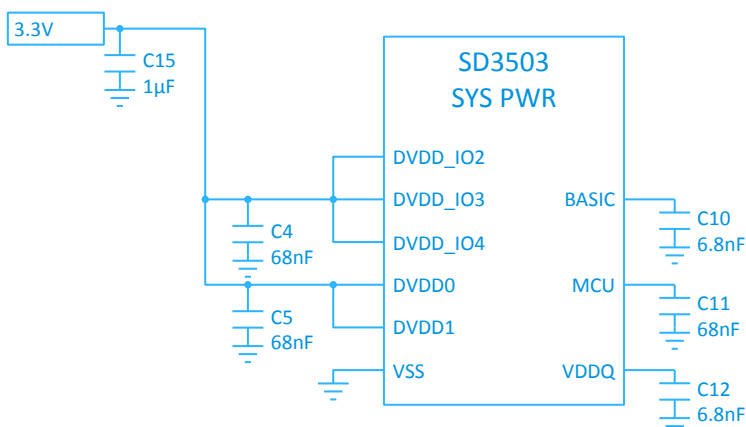 3.3V
C15
1µF
SD3503
SYS PWR
DVDD_IO2
DVDD_IO3
BASIC
C4
68nF
DVDD_IO4
C10
6.8nF
DVDD0
MCU
C5
68nF
DVDD1
C11
68nF
VSS
VDDQ
C12
6.8nF